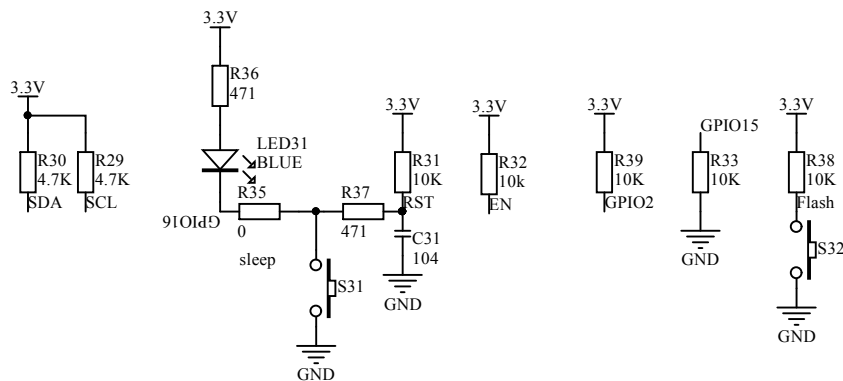 3.3V
R30
4.7K
SDA
R29
4.7K
SCL
3.3V
R36
471
LED31
BLUE
GPIO16
R35
0
sleep
R37
471
S31
GND
3.3V
R31
10K
RST
C31
104
GND
3.3V
R32
10k
EN
3.3V
R39
10K
GPIO2
GPIO15
R33
10K
GND
3.3V
R38
10K
Flash
S32
GND